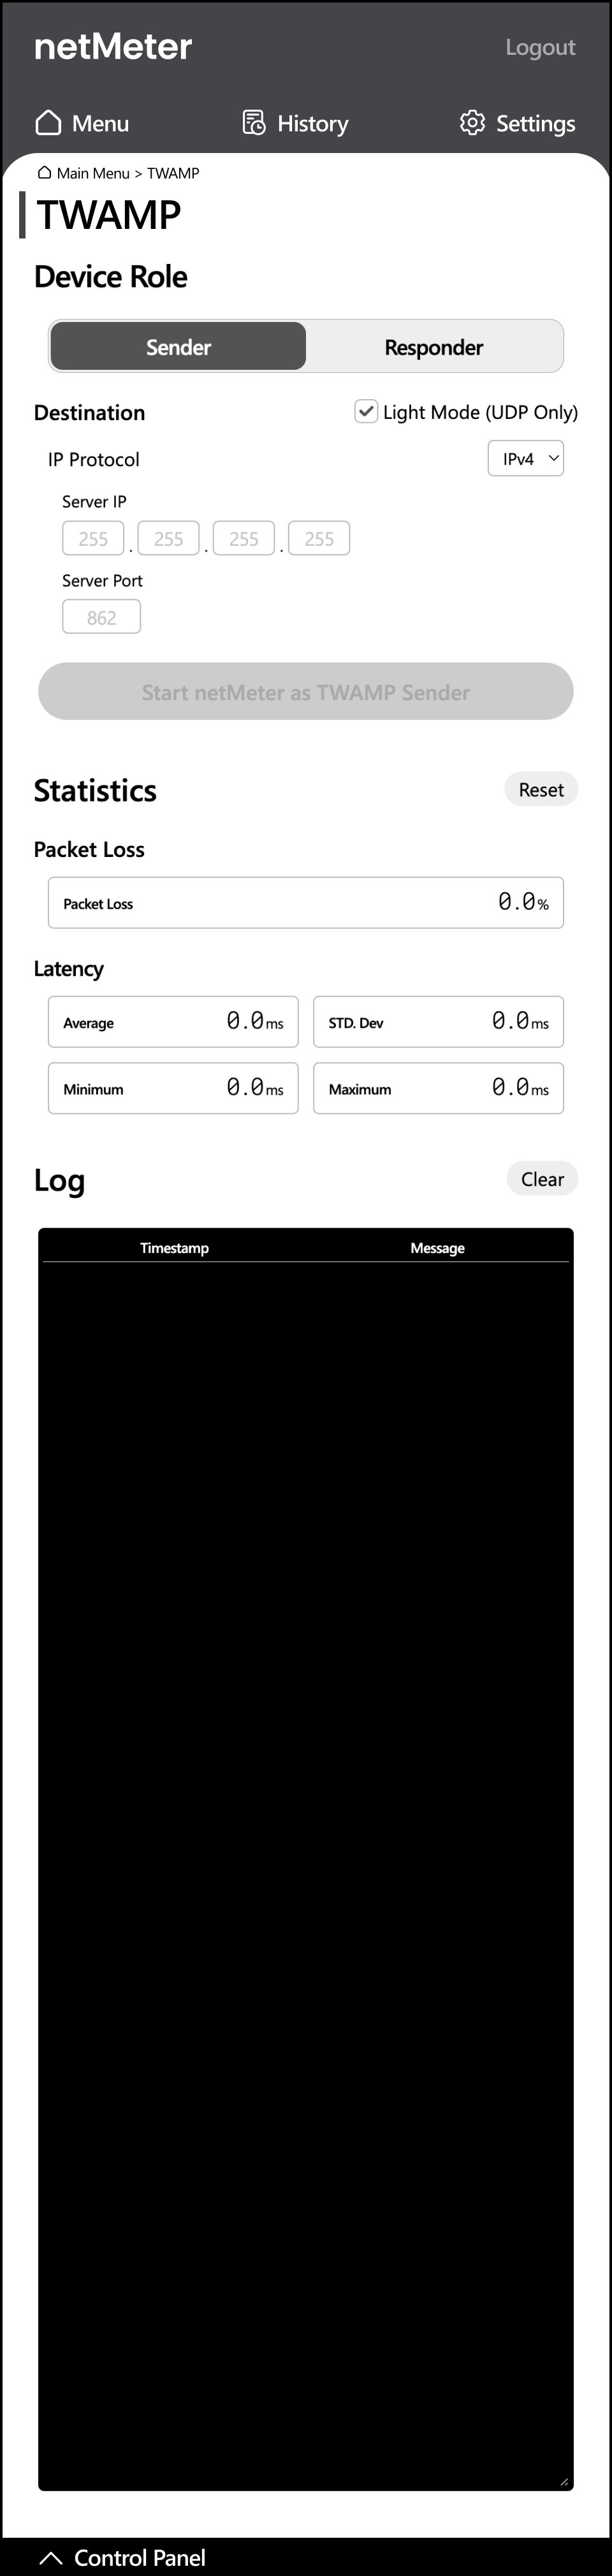 netMeter
Logout
Menu
History
Settings
Main Menu > TWAMP
TWAMP
Device Role
Sender
Responder
Destination
Light Mode (UDP Only)
IP Protocol
IPv4
Server IP
255 . 255 . 255 . 255
Server Port
862
Start netMeter as TWAMP Sender
Statistics
Reset
Packet Loss
Packet Loss 0.0%
Latency
Average 0.0ms
STD. Dev 0.0ms
Minimum 0.0ms
Maximum 0.0ms
Log
Clear
Timestamp
Message
Control Panel